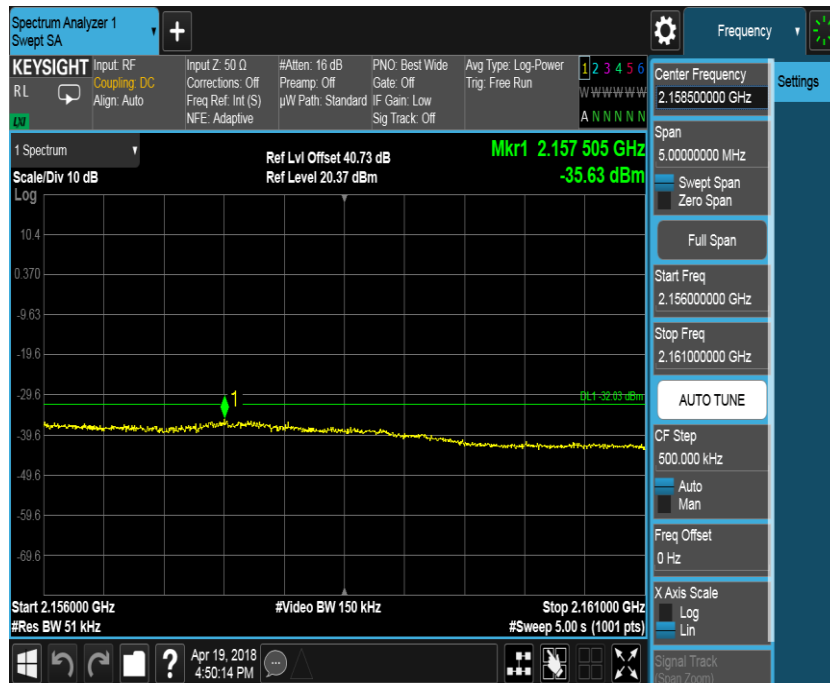 Spectrum Analyzer 1
Swept SA
+
Frequency
KEYSIGHT
RL
LXI
Input: RF
Coupling: DC
Align: Auto
Input Z: 50 Ω
Corrections: Off
Freq Ref: Int (S)
NFE: Adaptive
#Atten: 16 dB
Preamp: Off
µW Path: Standard
PNO: Best Wide
Gate: Off
IF Gain: Low
Sig Track: Off
Avg Type: Log-Power
Trig: Free Run
1 2 3 4 5 6
W W W W W W
A N N N N N
1 Spectrum
Scale/Div 10 dB
Log
Ref Lvl Offset 40.73 dB
Ref Level 20.37 dBm
Mkr1 2.157 505 GHz
-35.63 dBm
10.4
0.370
-9.63
-19.6
-29.6
-39.6
-49.6
-59.6
-69.6
1
DL1 -32.03 dBm
Start 2.156000 GHz
#Res BW 51 kHz
#Video BW 150 kHz
Stop 2.161000 GHz
#Sweep 5.00 s (1001 pts)
?
Apr 19, 2018
4:50:14 PM
Center Frequency
2.158500000 GHz
Settings
Span
5.00000000 MHz
Swept Span
Zero Span
Full Span
Start Freq
2.156000000 GHz
Stop Freq
2.161000000 GHz
AUTO TUNE
CF Step
500.000 kHz
Auto
Man
Freq Offset
0 Hz
X Axis Scale
Log
Lin
Signal Track
(Span Zoom)